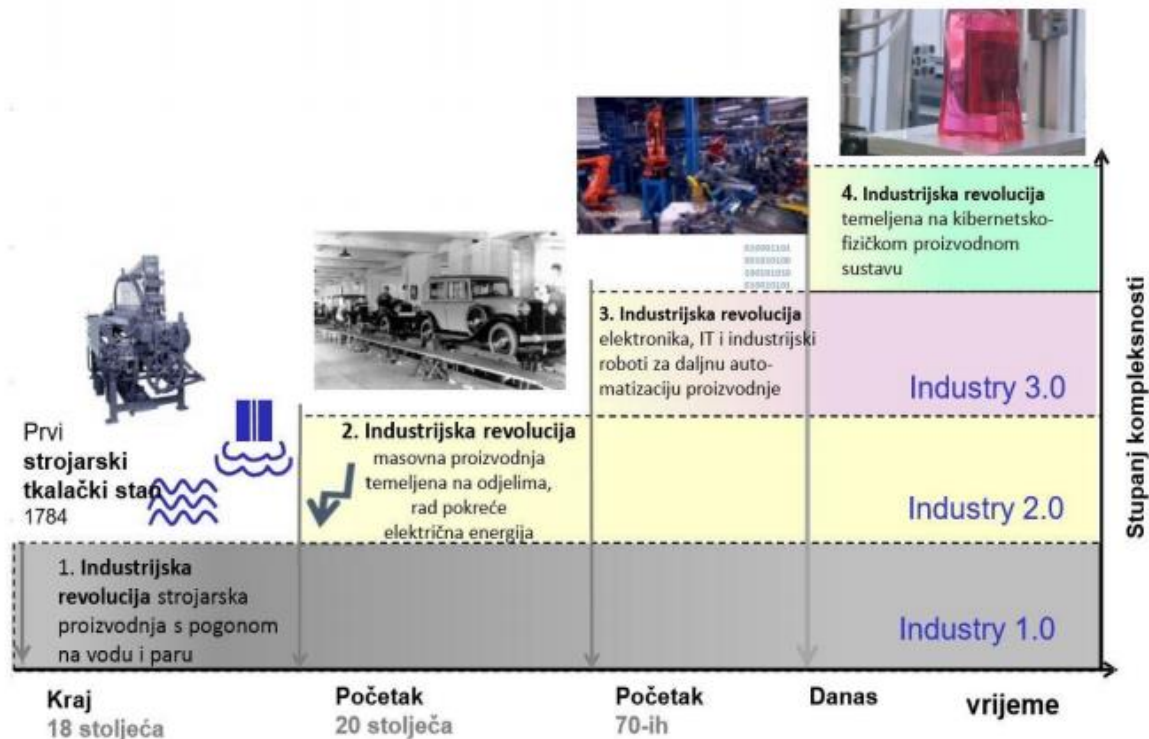 4. Industrijska revolucija
temeljena na kibernetsko-
fizičkom proizvodnom
sustavu
3. Industrijska revolucija
elektronika, IT i industrijski
roboti za daljnu auto-
matizaciju proizvodnje
Industry 3.0
Prvi
strojarski
tkalački stan
1784
2. Industrijska revolucija
masovna proizvodnja
temeljena na odjelima,
rad pokreće
električna energija
Industry 2.0
1. Industrijska
revolucija strojarska
proizvodnja s pogonom
na vodu i paru
Industry 1.0
Stupanj kompleksnosti
Kraj
18 stoljeća
Početak
20 stolječa
Početak
70-ih
Danas
vrijeme